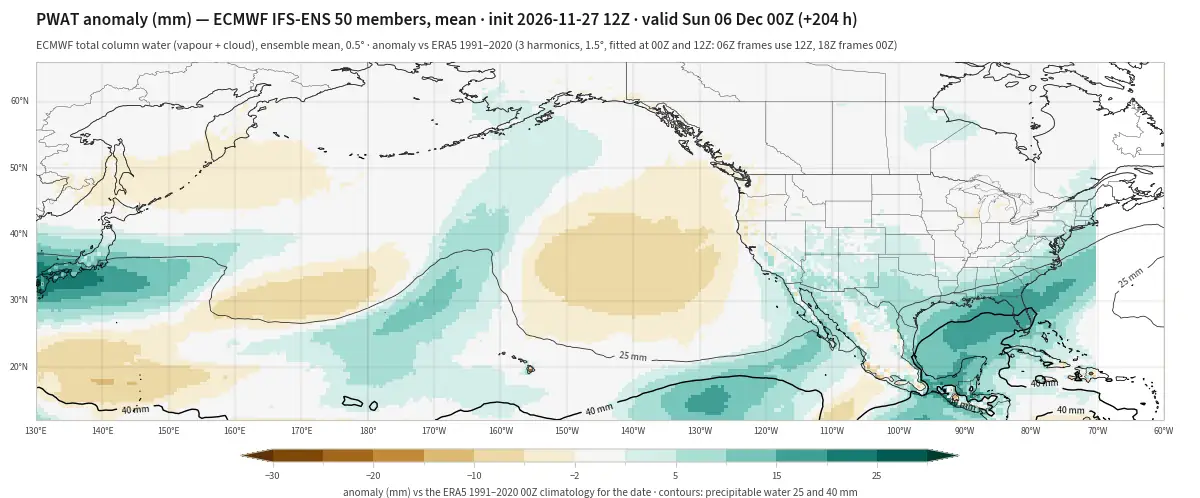 PWAT anomaly (mm) — ECMWF IFS-ENS 50 members, mean · init 2026-11-27 12Z · valid Sun 06 Dec 00Z (+204 h)
ECMWF total column water (vapour + cloud), ensemble mean, 0.5° · anomaly vs ERA5 1991–2020 (3 harmonics, 1.5°, fitted at 00Z and 12Z: 06Z frames use 12Z, 18Z frames 00Z)
60°N
50°N
40°N
30°N
20°N
25 mm
25 mm
40 mm
40 mm
40 mm
40 mm
130°E 140°E 150°E 160°E 170°E 180° 170°W 160°W 150°W 140°W 130°W 120°W 110°W 100°W 90°W 80°W 70°W 60°W
−30 −20 −10 −2 5 15 25
anomaly (mm) vs the ERA5 1991–2020 00Z climatology for the date · contours: precipitable water 25 and 40 mm